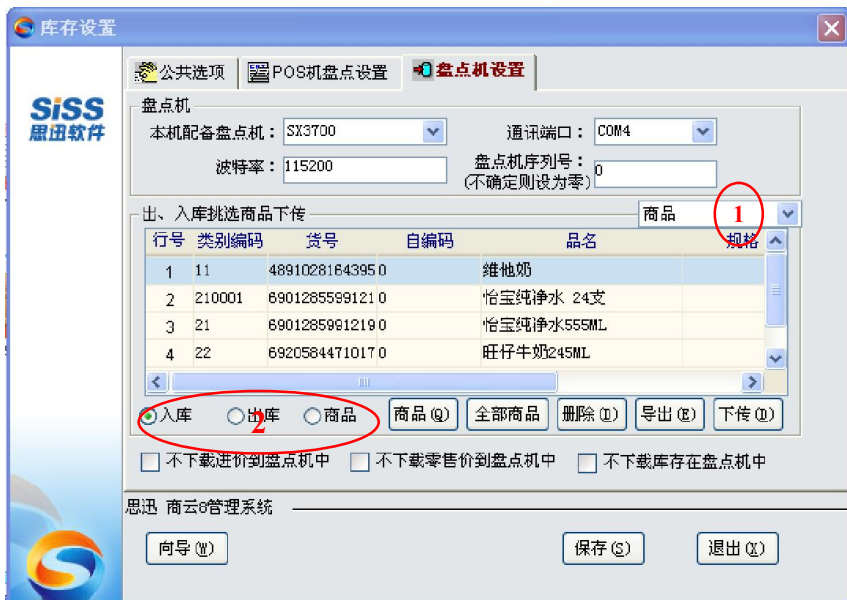 库存设置
SiSS
思迅软件
公共选项 POS机盘点设置 盘点机设置
盘点机
本机配备盘点机： SX3700 通讯端口： COM4
波特率： 115200 盘点机序列号：
(不确定则设为零) 0
出、入库挑选商品下传 商品 1
行号 类别编码 货号 自编码 品名 规格
1 11 4891028164395 0 维他奶
2 210001 6901285599121 0 怡宝纯净水 24支
3 21 6901285991219 0 怡宝纯净水555ML
4 22 6920584471017 0 旺仔牛奶245ML
入库 出库 商品 2 商品(Q) 全部商品 删除(I) 导出(E) 下传(D)
不下载进价到盘点机中 不下载零售价到盘点机中 不下载库存在盘点机中
思迅 商云8管理系统
向导(W) 保存(S) 退出(X)